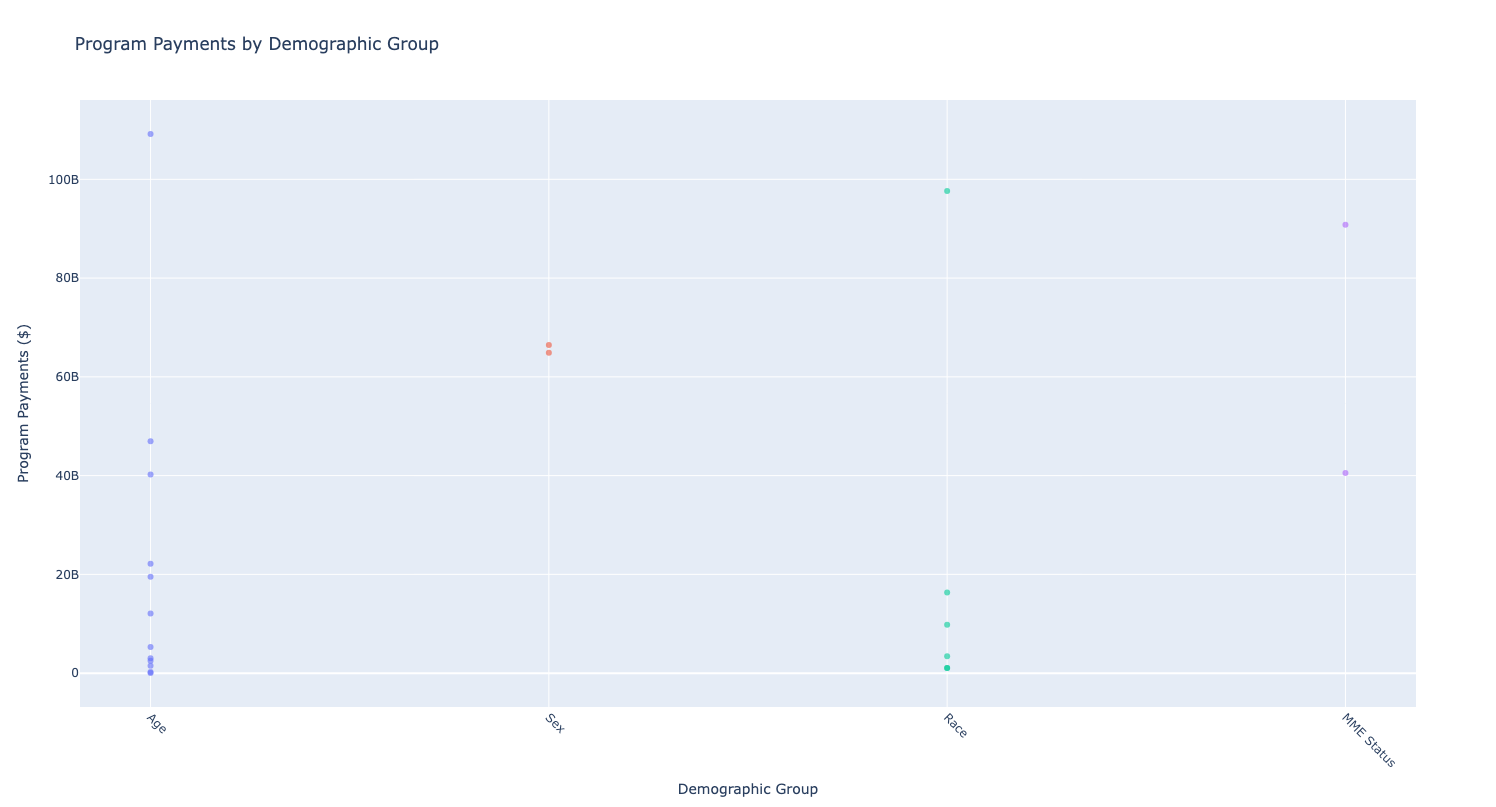 Program Payments by Demographic Group
Program Payments ($)
100B
80B
60B
40B
20B
0
Age
Sex
Race
MME Status
Demographic Group